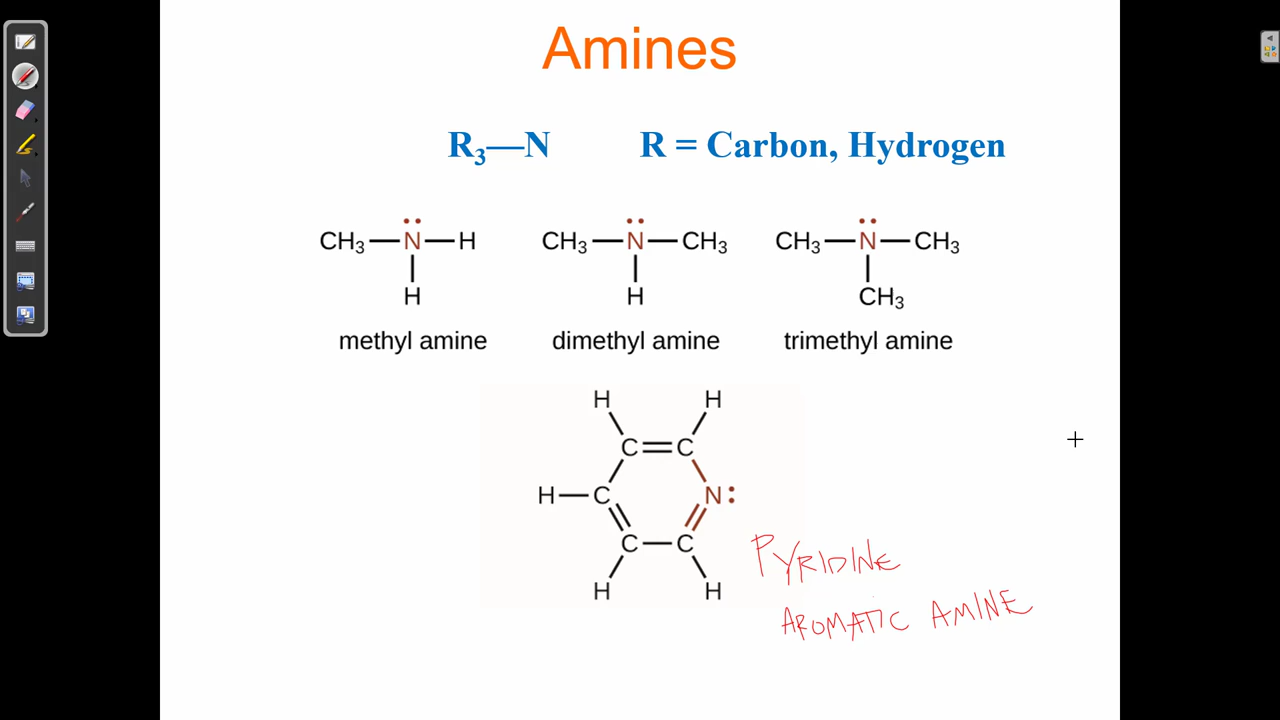 Amines
R₃—N R = Carbon, Hydrogen
CH₃—N—H
H
CH₃—N—CH₃
H
CH₃—N—CH₃
CH₃
methyl amine
dimethyl amine
trimethyl amine
H H
C=C
H—C N:
C—C
H H
PYRIDINE
AROMATIC AMINE